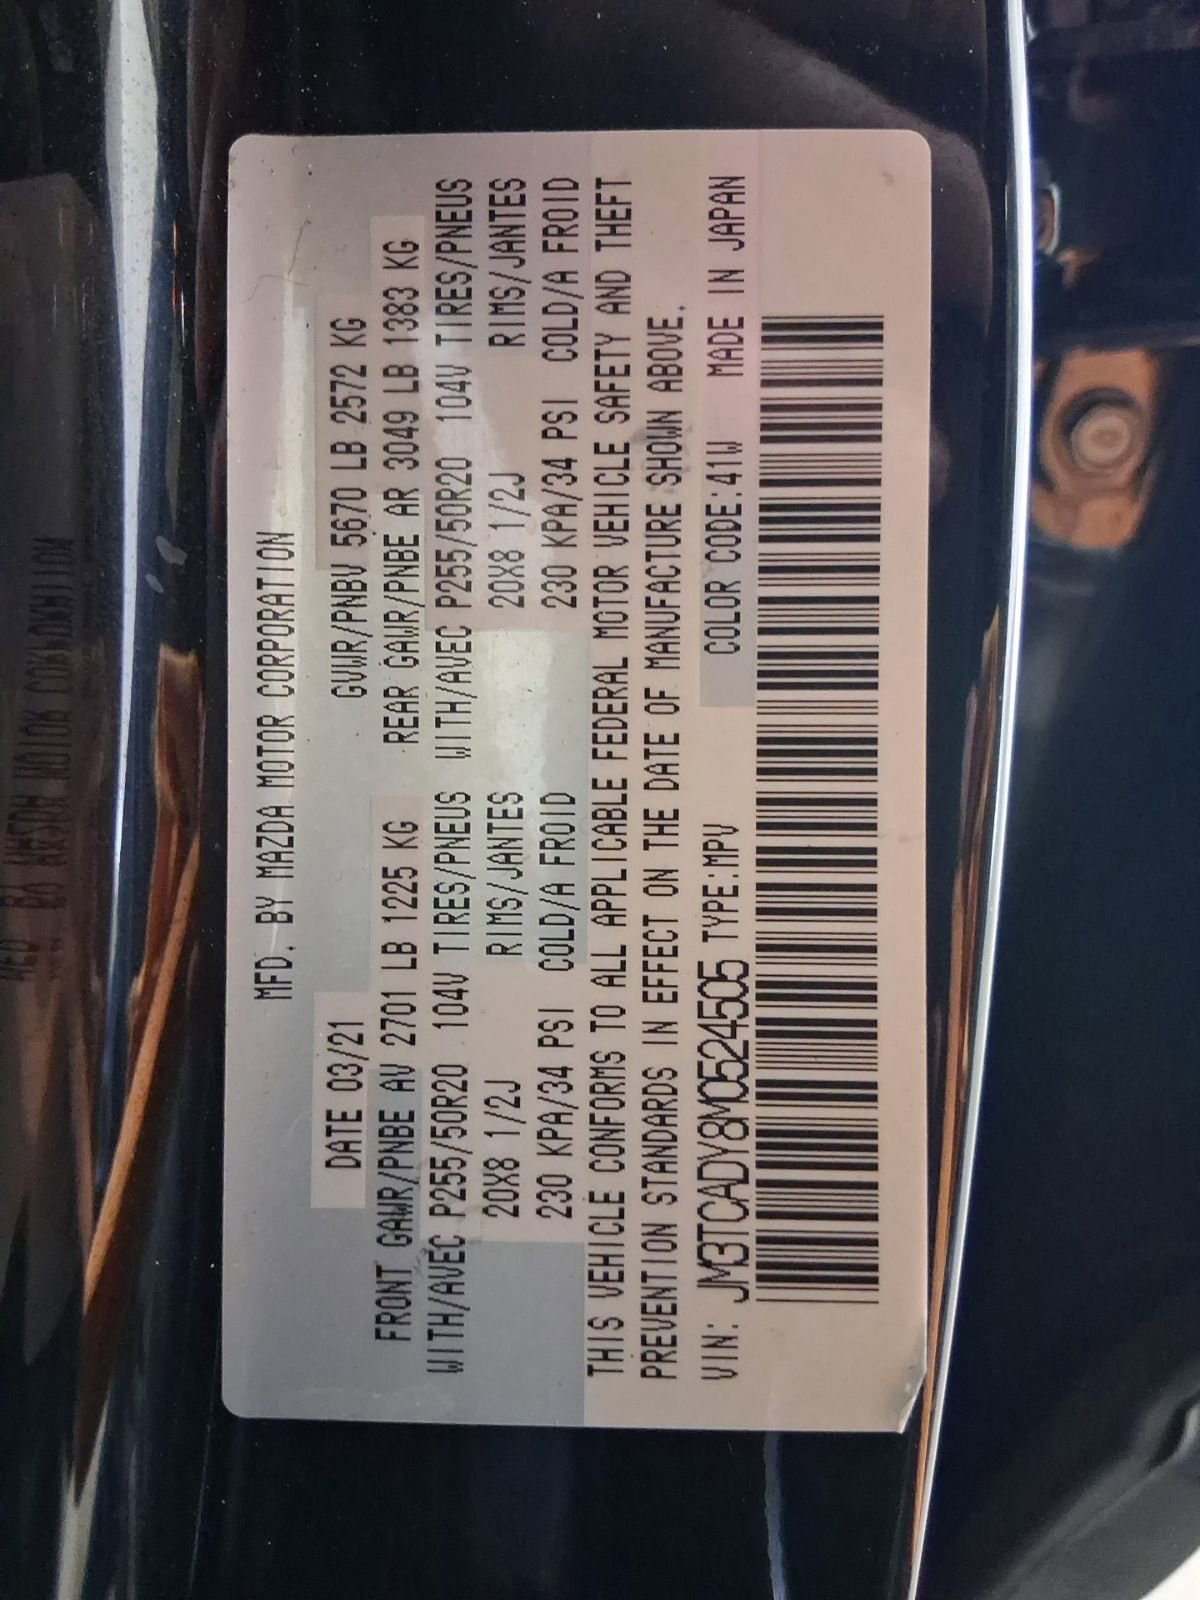 MFD. BY MAZDA MOTOR CORPORATION
DATE 03/21 GVWR/PNBV 5670 LB 2572 KG
FRONT GAWR/PNBE AV 2701 LB 1225 KG REAR GAWR/PNBE AR 3049 LB 1383 KG
WITH/AVEC P255/50R20 104V TIRES/PNEUS WITH/AVEC P255/50R20 104V TIRES/PNEUS
20X8 1/2J RIMS/JANTES 20X8 1/2J RIMS/JANTES
230 KPA/34 PSI COLD/A FROID 230 KPA/34 PSI COLD/A FROID
THIS VEHICLE CONFORMS TO ALL APPLICABLE FEDERAL MOTOR VEHICLE SAFETY AND THEFT
PREVENTION STANDARDS IN EFFECT ON THE DATE OF MANUFACTURE SHOWN ABOVE.
VIN: JM3TCADY8M0524505 TYPE:MPV COLOR CODE:41W MADE IN JAPAN